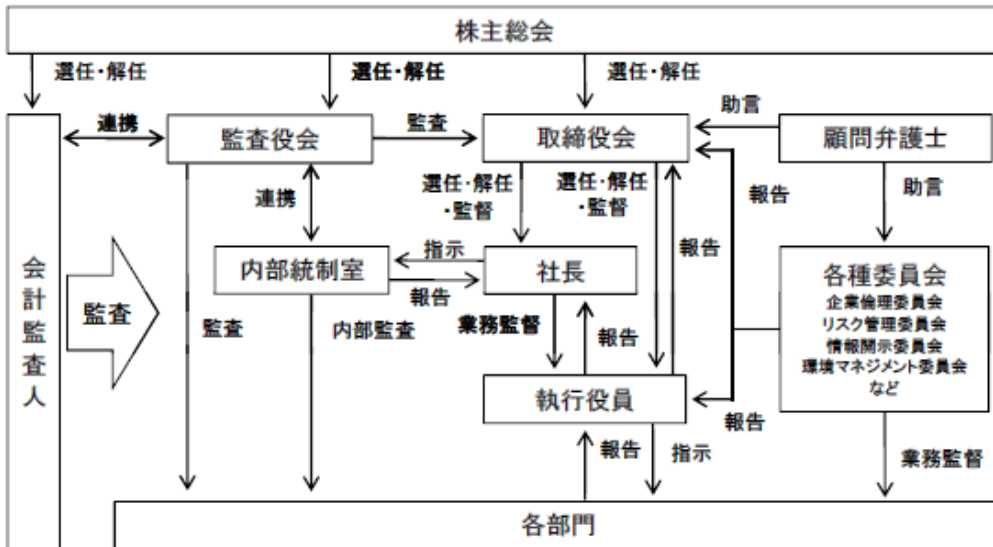 株主総会
選任・解任
選任・解任
選任・解任
連携
監査役会
監査
取締役会
助言
顧問弁護士
選任・解任
・監督
選任・解任
・監督
報告
助言
連携
報告
会計監査人
監査
内部統制室
指示
報告
社長
各種委員会
企業倫理委員会
リスク管理委員会
情報開示委員会
環境マネジメント委員会
など
監査
内部監査
業務監督
報告
執行役員
報告
報告
指示
業務監督
各部門